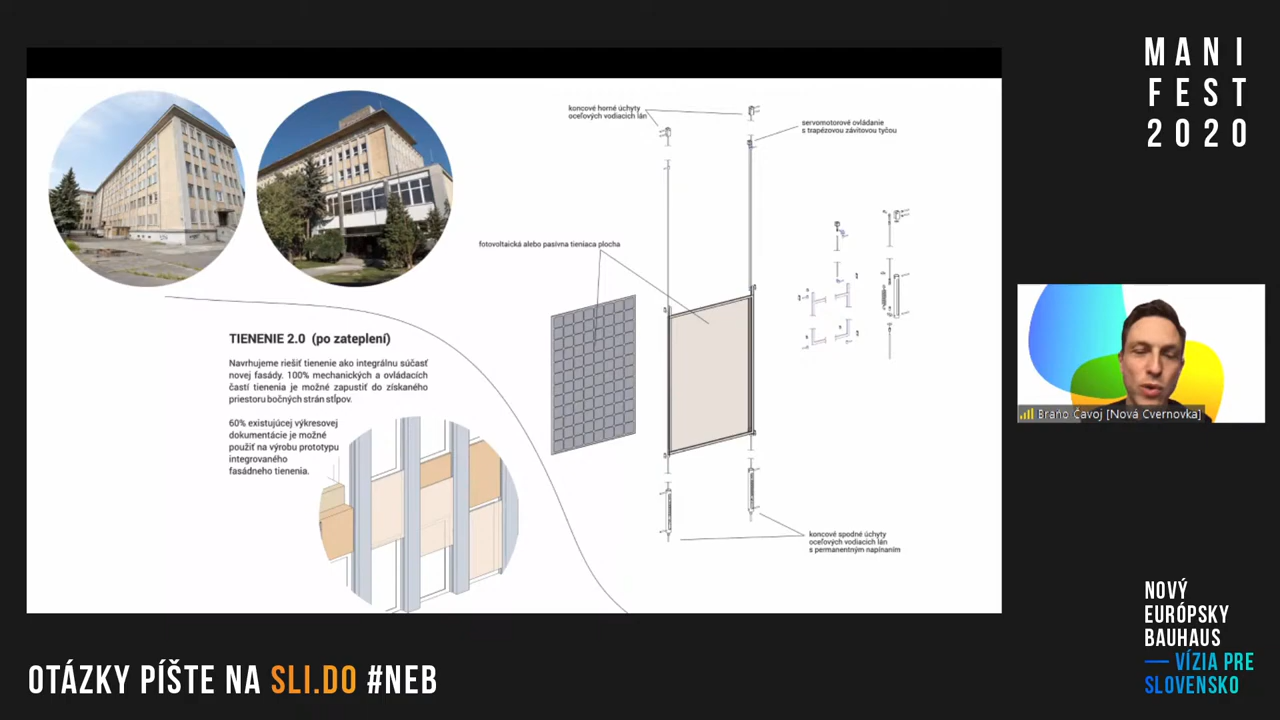 MANI
FEST
2020
koncové horné úchyty
oceľových vodiacich lán
servomotorové ovládanie
s trapézovou závitovou tyčou
fotovoltaická alebo pasívna tieniaca plocha
TIENENIE 2.0 (po zateplení)
Navrhujeme riešiť tienenie ako integrálnu súčasť
novej fasády. 100% mechanických a ovládacích
častí tienenia je možné zapustiť do získaného
priestoru bočných strán stĺpov.
60% existujúcej výkresovej
dokumentácie je možné
použiť na výrobu prototypu
integrovaného
fasádneho tienenia.
koncové spodné úchyty
oceľových vodiacich lán
s permanentným napínaním
Braňo Čavoj [Nová Cvernovka]
NOVÝ
EURÓPSKY
BAUHAUS
— VÍZIA PRE
SLOVENSKO
OTÁZKY PÍŠTE NA SLI.DO #NEB